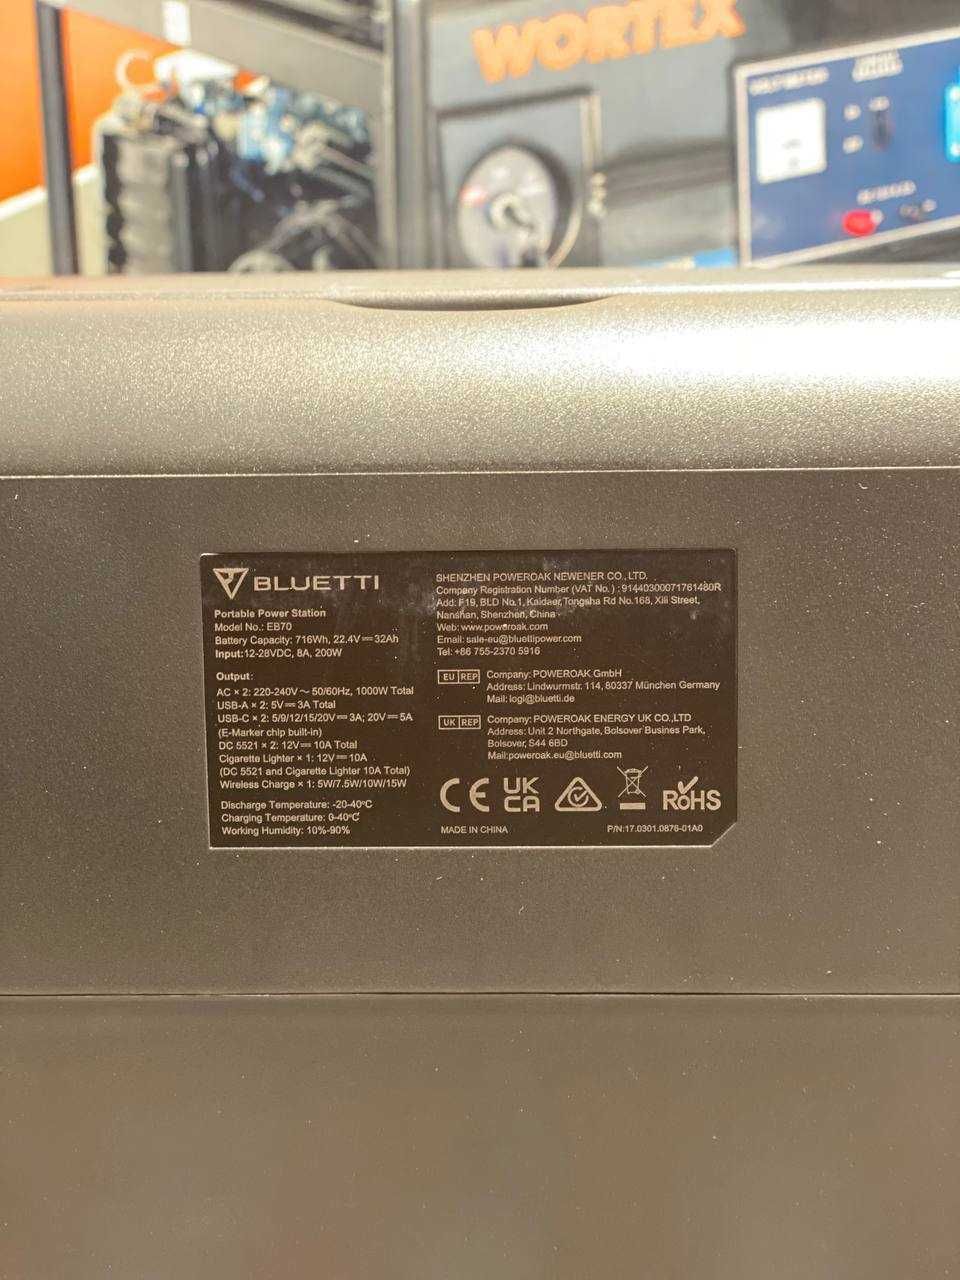 WORTEX
BLUETTI
Portable Power Station
Model No.: EB70
Battery Capacity: 716Wh, 22.4V⎓32Ah
Input:12-28VDC, 8A, 200W
Output:
AC × 2: 220-240V ~ 50/60Hz, 1000W Total
USB-A × 2: 5V⎓3A Total
USB-C × 2: 5/9/12/15/20V⎓3A; 20V⎓5A
(E-Marker chip built-in)
DC 5521 × 2: 12V⎓10A Total
Cigarette Lighter × 1: 12V⎓10A
(DC 5521 and Cigarette Lighter 10A Total)
Wireless Charge × 1: 5W/7.5W/10W/15W
Discharge Temperature: -20-40℃
Charging Temperature: 0-40℃
Working Humidity: 10%-90%
SHENZHEN POWEROAK NEWENER CO., LTD.
Company Registration Number (VAT No.) : 91440300071761480R
Add: F19, BLD No.1, Kaidaer, Tongsha Rd No.168, Xili Street,
Nanshan, Shenzhen, China
Web: www.poweroak.com
Email: sale-eu@bluettipower.com
Tel: +86 755-2370 5916
EU REP Company: POWEROAK GmbH
Address: Lindwurmstr. 114, 80337 München Germany
Mail: logi@bluetti.de
UK REP Company: POWEROAK ENERGY UK CO.,LTD
Address: Unit 2 Northgate, Bolsover Busines Park,
Bolsover, S44 6BD
Mail:poweroak.eu@bluetti.com
CE UK CA RoHS
MADE IN CHINA P/N:17.0301.0876-01A0